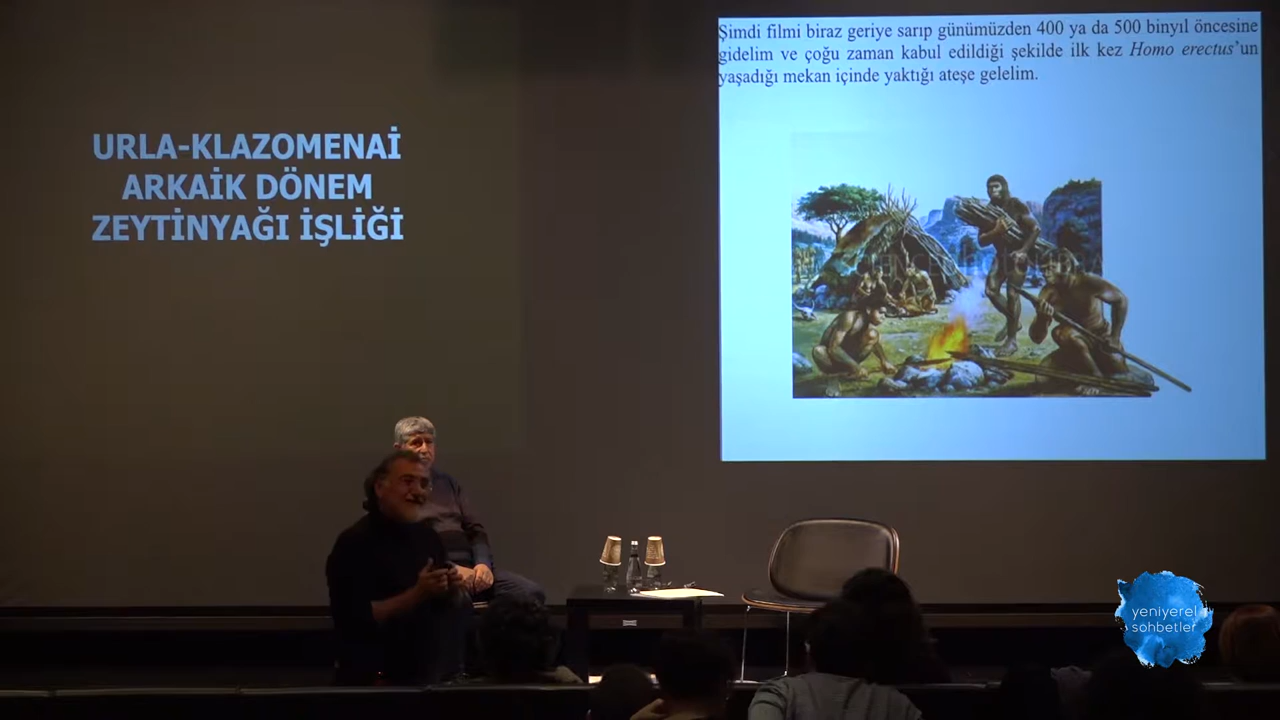 URLA-KLAZOMENAİ
ARKAİK DÖNEM
ZEYTİNYAĞI İŞLİĞİ
Şimdi filmi biraz geriye sarıp günümüzden 400 ya da 500 binyıl öncesine
gidelim ve çoğu zaman kabul edildiği şekilde ilk kez Homo erectus’un
yaşadığı mekan içinde yaktığı ateşe gelelim.
yeniyerel
sohbetler